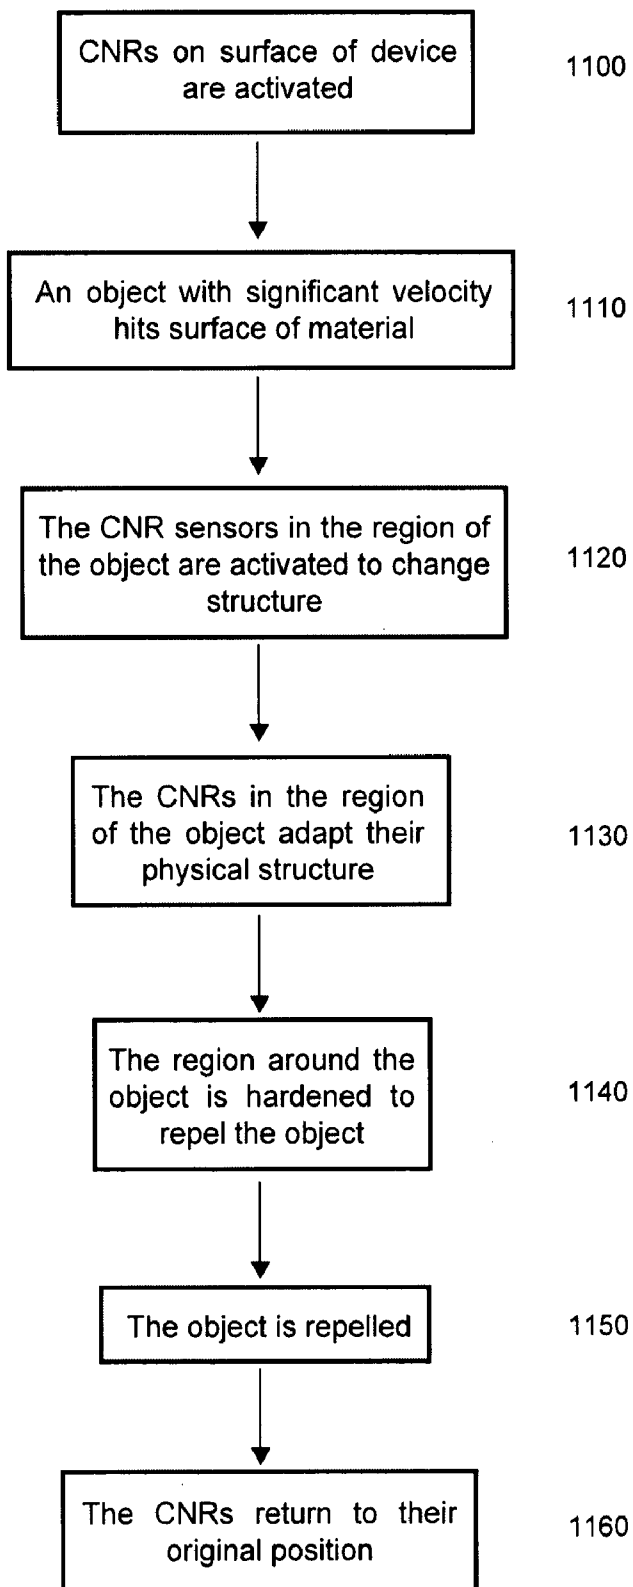 CNRs on surface of device
are activated
1100
An object with significant velocity
hits surface of material
1110
The CNR sensors in the region of
the object are activated to change
structure
1120
The CNRs in the region
of the object adapt their
physical structure
1130
The region around the
object is hardened to
repel the object
1140
The object is repelled
1150
The CNRs return to their
original position
1160